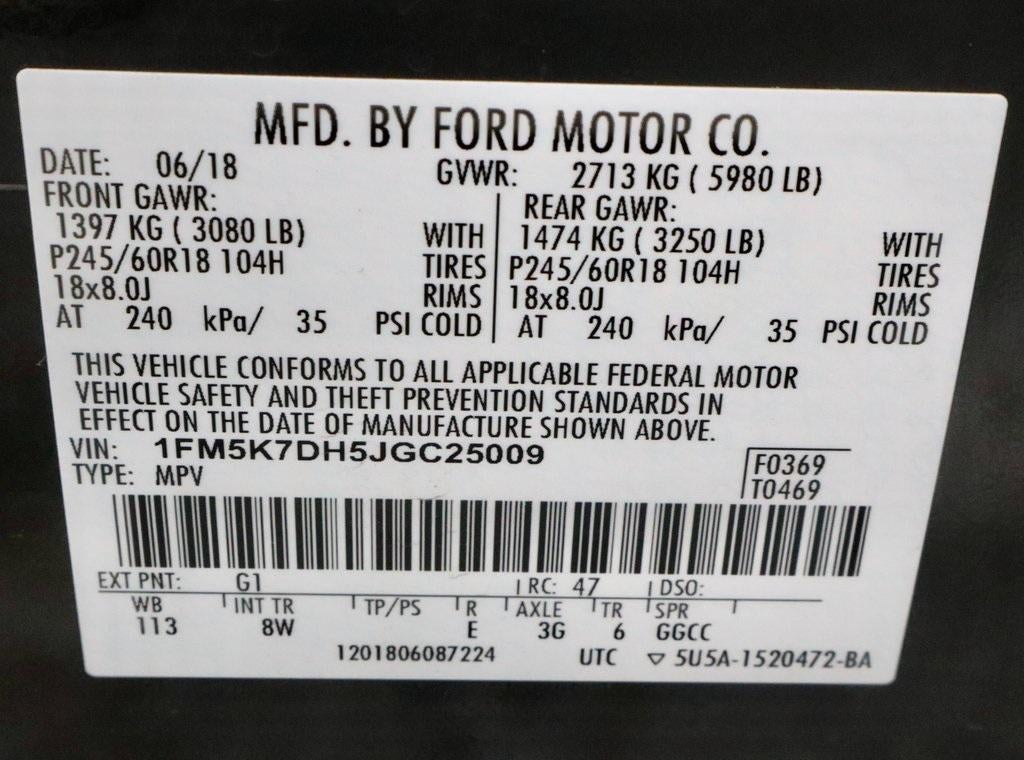 MFD. BY FORD MOTOR CO.
DATE: 06/18 GVWR: 2713 KG ( 5980 LB)
FRONT GAWR: REAR GAWR:
1397 KG ( 3080 LB) WITH 1474 KG ( 3250 LB) WITH
P245/60R18 104H TIRES P245/60R18 104H TIRES
18x8.0J RIMS 18x8.0J RIMS
AT 240 kPa/ 35 PSI COLD AT 240 kPa/ 35 PSI COLD
THIS VEHICLE CONFORMS TO ALL APPLICABLE FEDERAL MOTOR
VEHICLE SAFETY AND THEFT PREVENTION STANDARDS IN
EFFECT ON THE DATE OF MANUFACTURE SHOWN ABOVE.
VIN: 1FM5K7DH5JGC25009
TYPE: MPV
F0369
T0469
EXT PNT: G1 RC: 47 DSO:
WB INT TR TP/PS R AXLE TR SPR
113 8W E 3G 6 GGCC
1201806087224 UTC ▽ 5U5A-1520472-BA